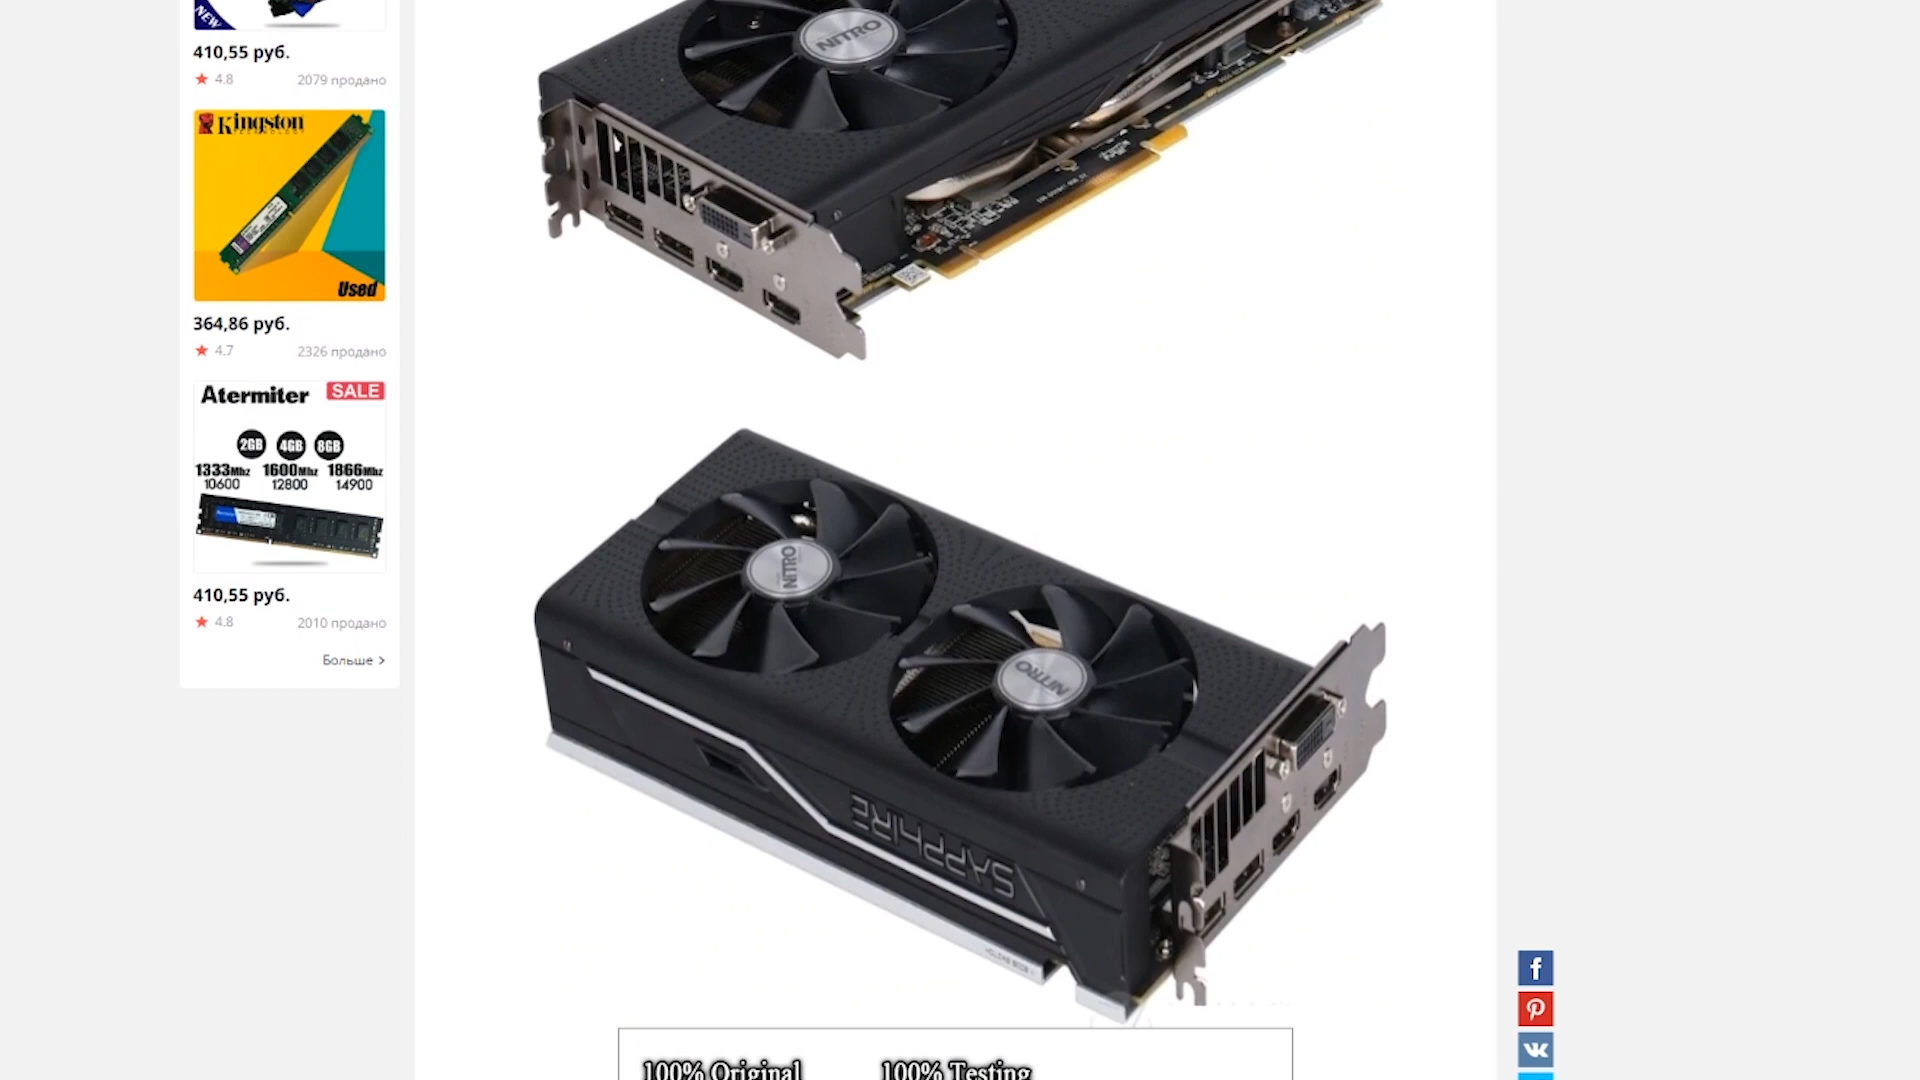 NEW
410,55 руб.
4.8
2079 продано
Kingston
TECHNOLOGY
Used
364,86 руб.
4.7
2326 продано
Atermiter
SALE
2GB 4GB 8GB
1333Mhz 1600Mhz 1866Mhz
10600 12800 14900
410,55 руб.
4.8
2010 продано
Больше >
NITRO
NITRO
NITRO
SAPPHIRE
100% Original
100% Testing